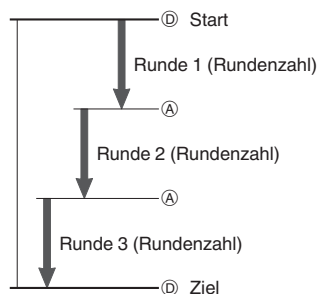 Ⓓ Start
Runde 1 (Rundenzahl)
Ⓐ
Runde 2 (Rundenzahl)
Ⓐ
Runde 3 (Rundenzahl)
Ⓓ Ziel